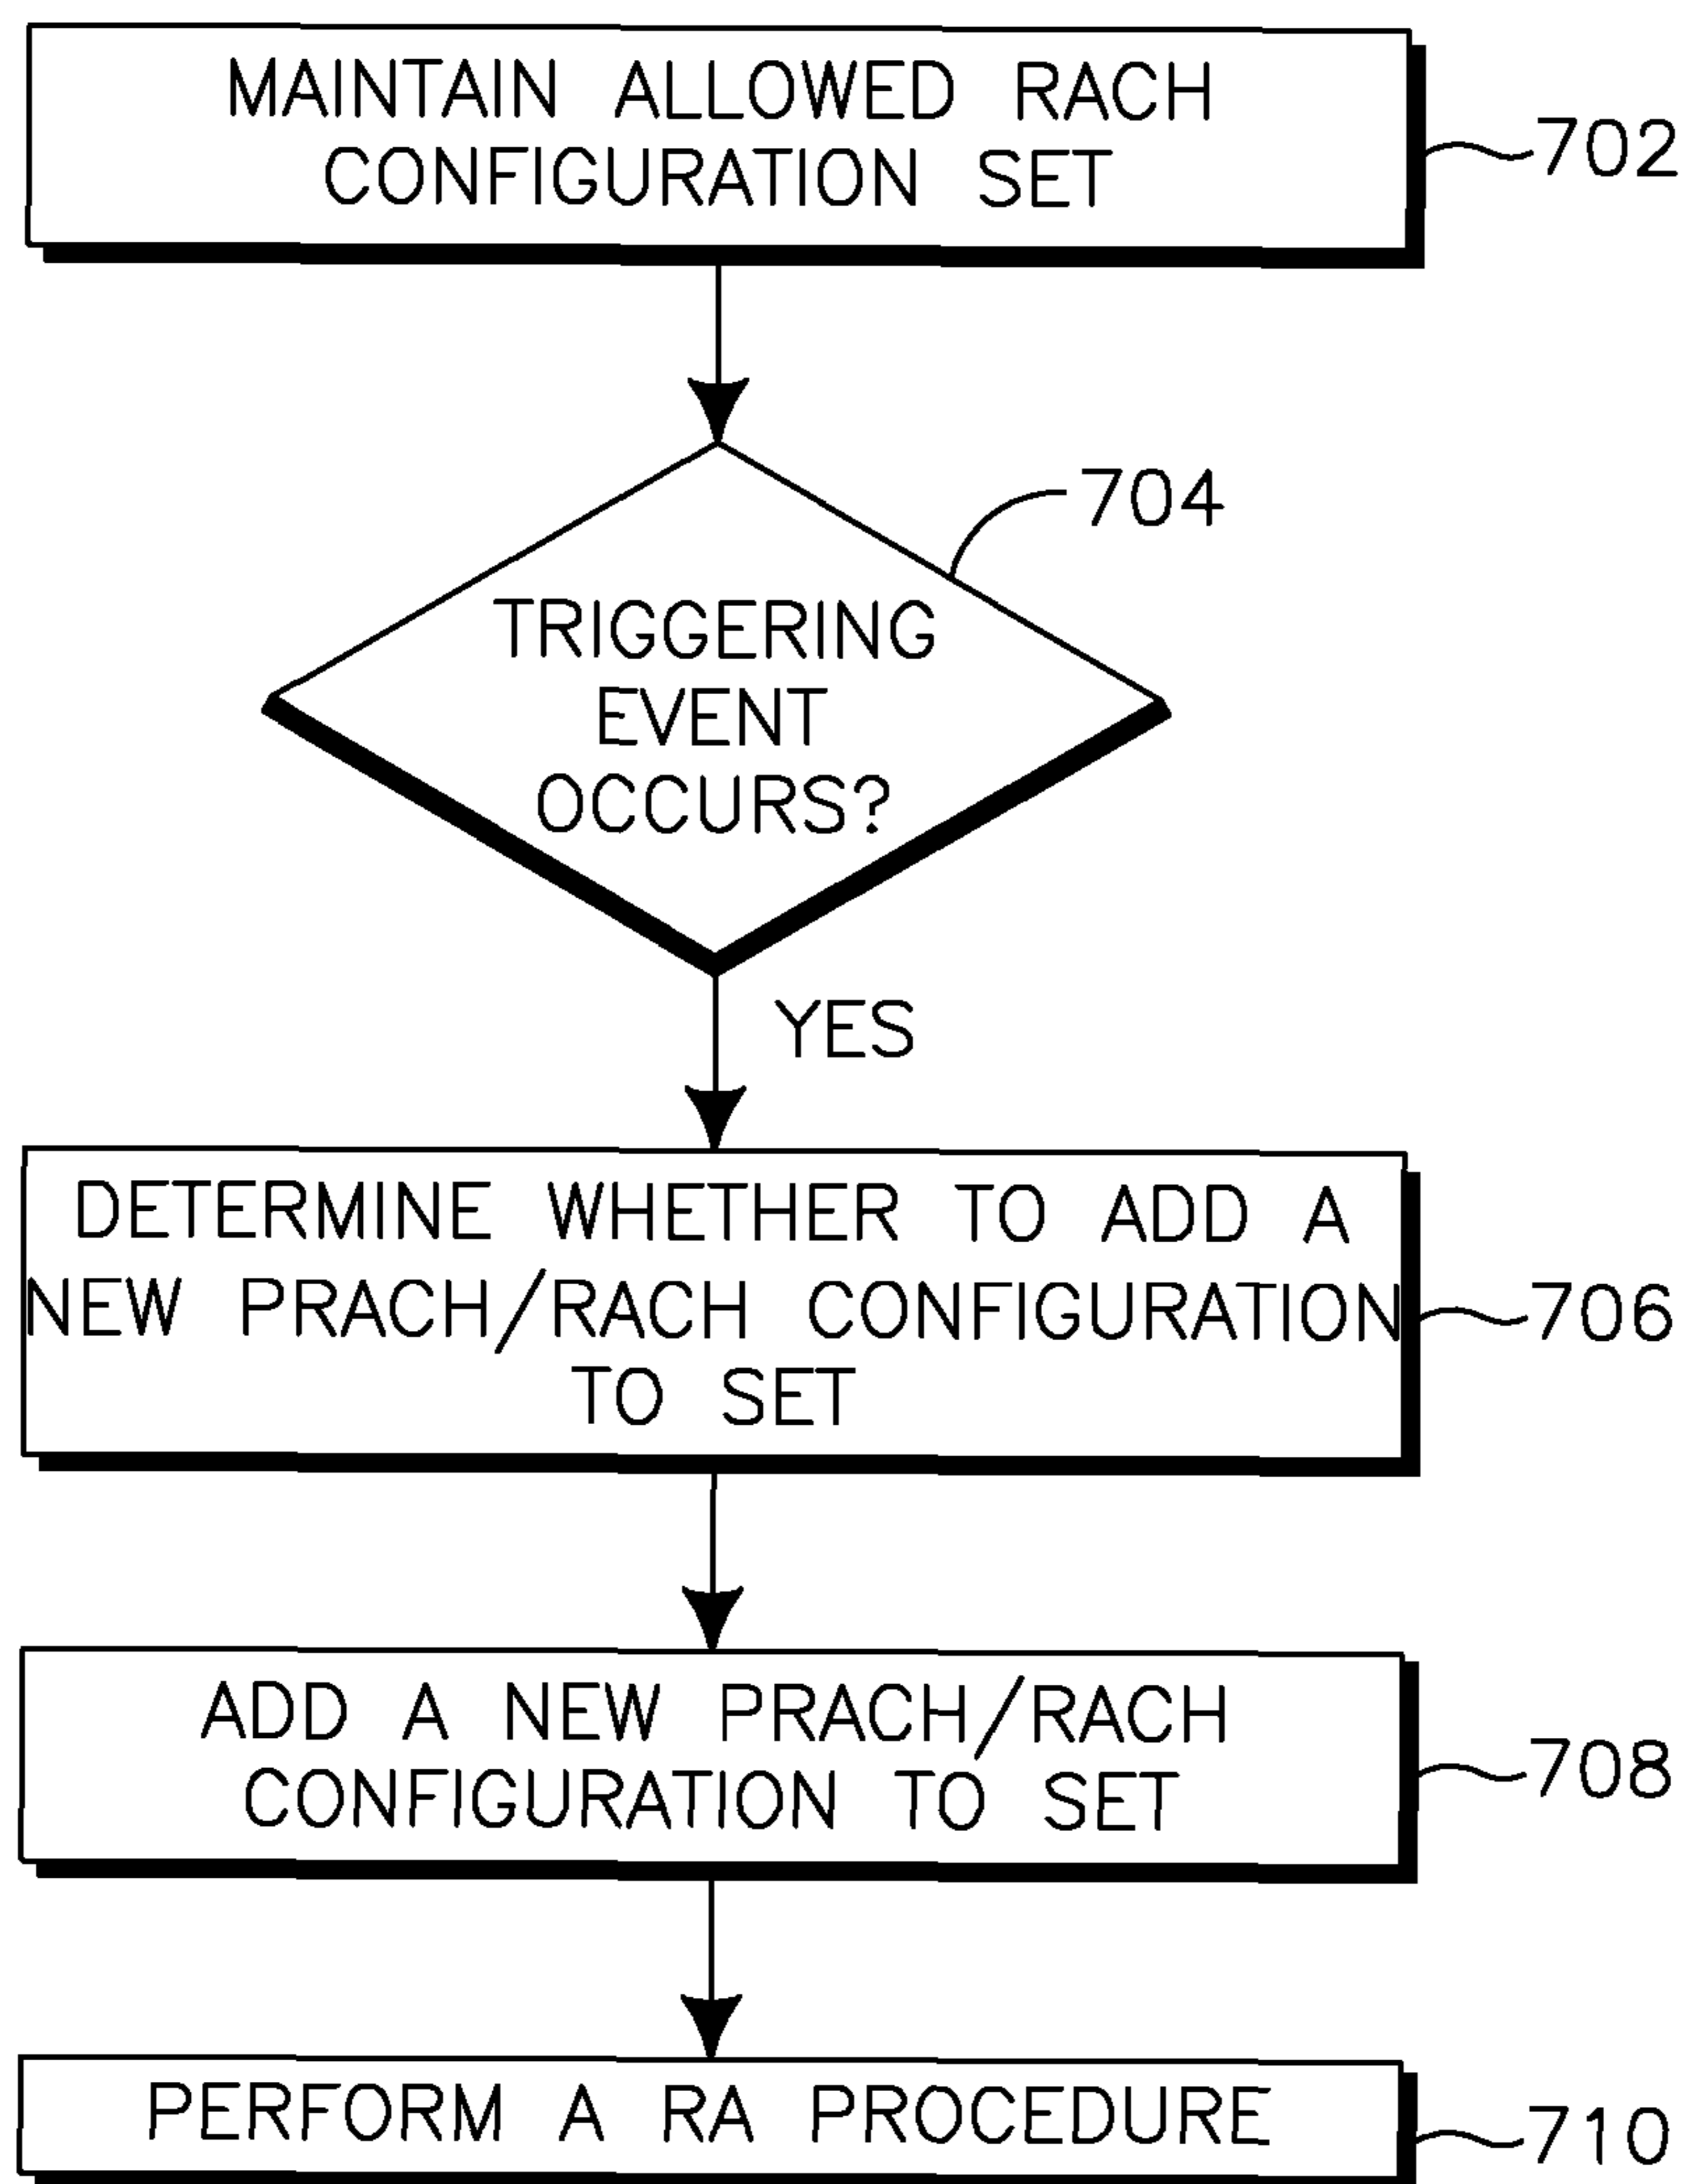 MAINTAIN ALLOWED RACH
CONFIGURATION SET
702
704
TRIGGERING
EVENT
OCCURS?
YES
DETERMINE WHETHER TO ADD A
NEW PRACH/RACH CONFIGURATION
TO SET
706
ADD A NEW PRACH/RACH
CONFIGURATION TO SET
708
PERFORM A RA PROCEDURE
710